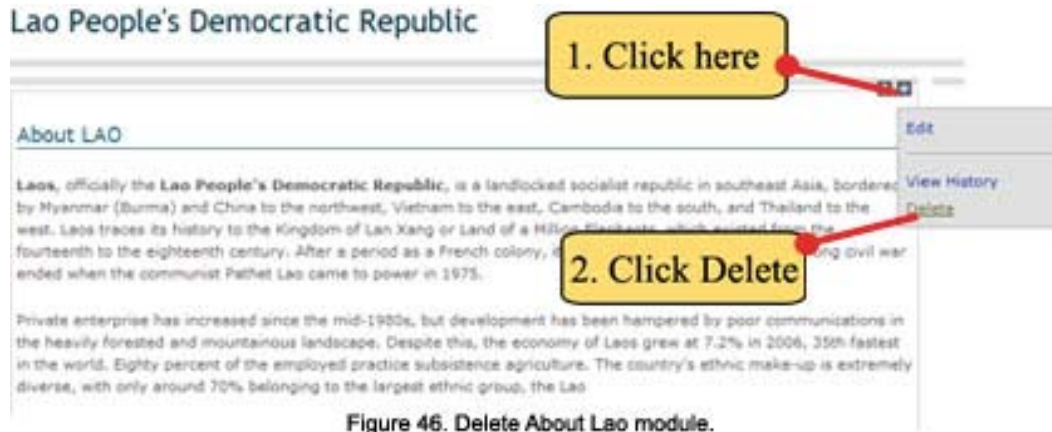 Lao People's Democratic Republic
1. Click here
About LAO
Edit
View History
Delete
Laos, officially the Lao People's Democratic Republic, is a landlocked socialist republic in southeast Asia, bordered
by Myanmar (Burma) and China to the northwest, Vietnam to the east, Cambodia to the south, and Thailand to the
west. Laos traces its history to the Kingdom of Lan Xang or Land of a Million Elephants, which existed from the
fourteenth to the eighteenth century. After a period as a French colony, civil war
ended when the communist Pathet Lao came to power in 1975.
2. Click Delete
Private enterprise has increased since the mid-1980s, but development has been hampered by poor communications in
the heavily forested and mountainous landscape. Despite this, the economy of Laos grew at 7.2% in 2006, 35th fastest
in the world. Eighty percent of the employed practice subsistence agriculture. The country's ethnic make-up is extremely
diverse, with only around 70% belonging to the largest ethnic group, the Lao
Figure 46. Delete About Lao module.